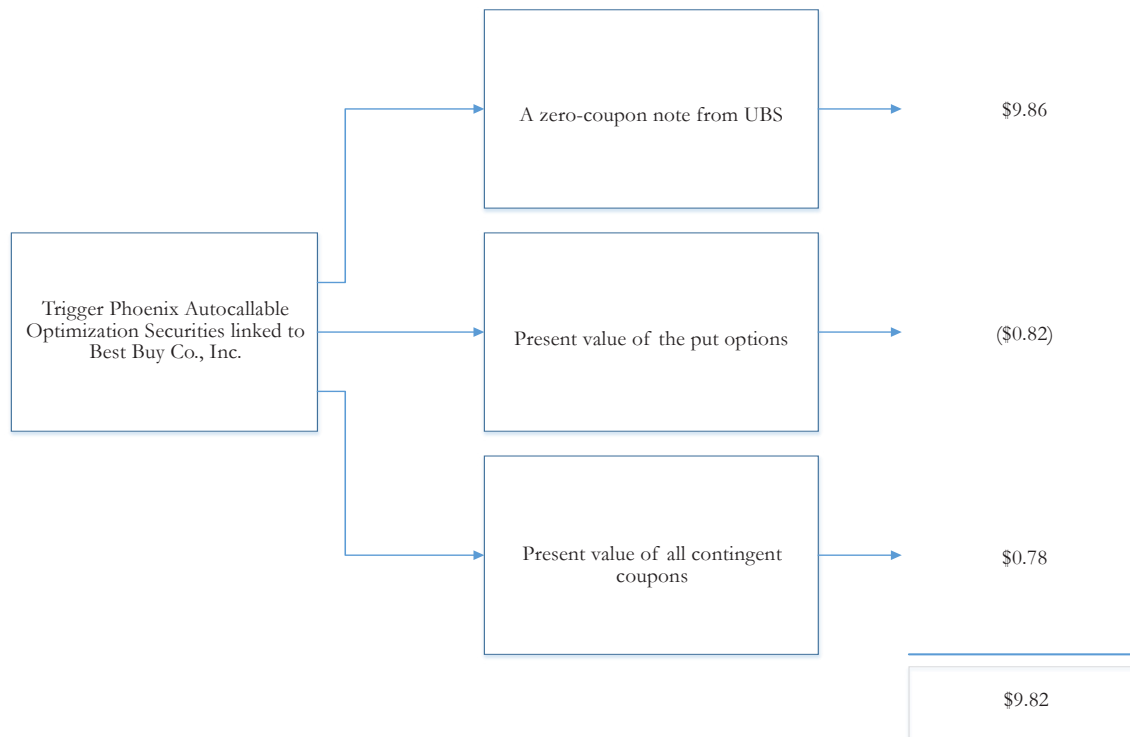 A zero-coupon note from UBS
$9.86
Trigger Phoenix Autocallable
Optimization Securities linked to
Best Buy Co., Inc.
Present value of the put options
($0.82)
Present value of all contingent
coupons
$0.78
$9.82